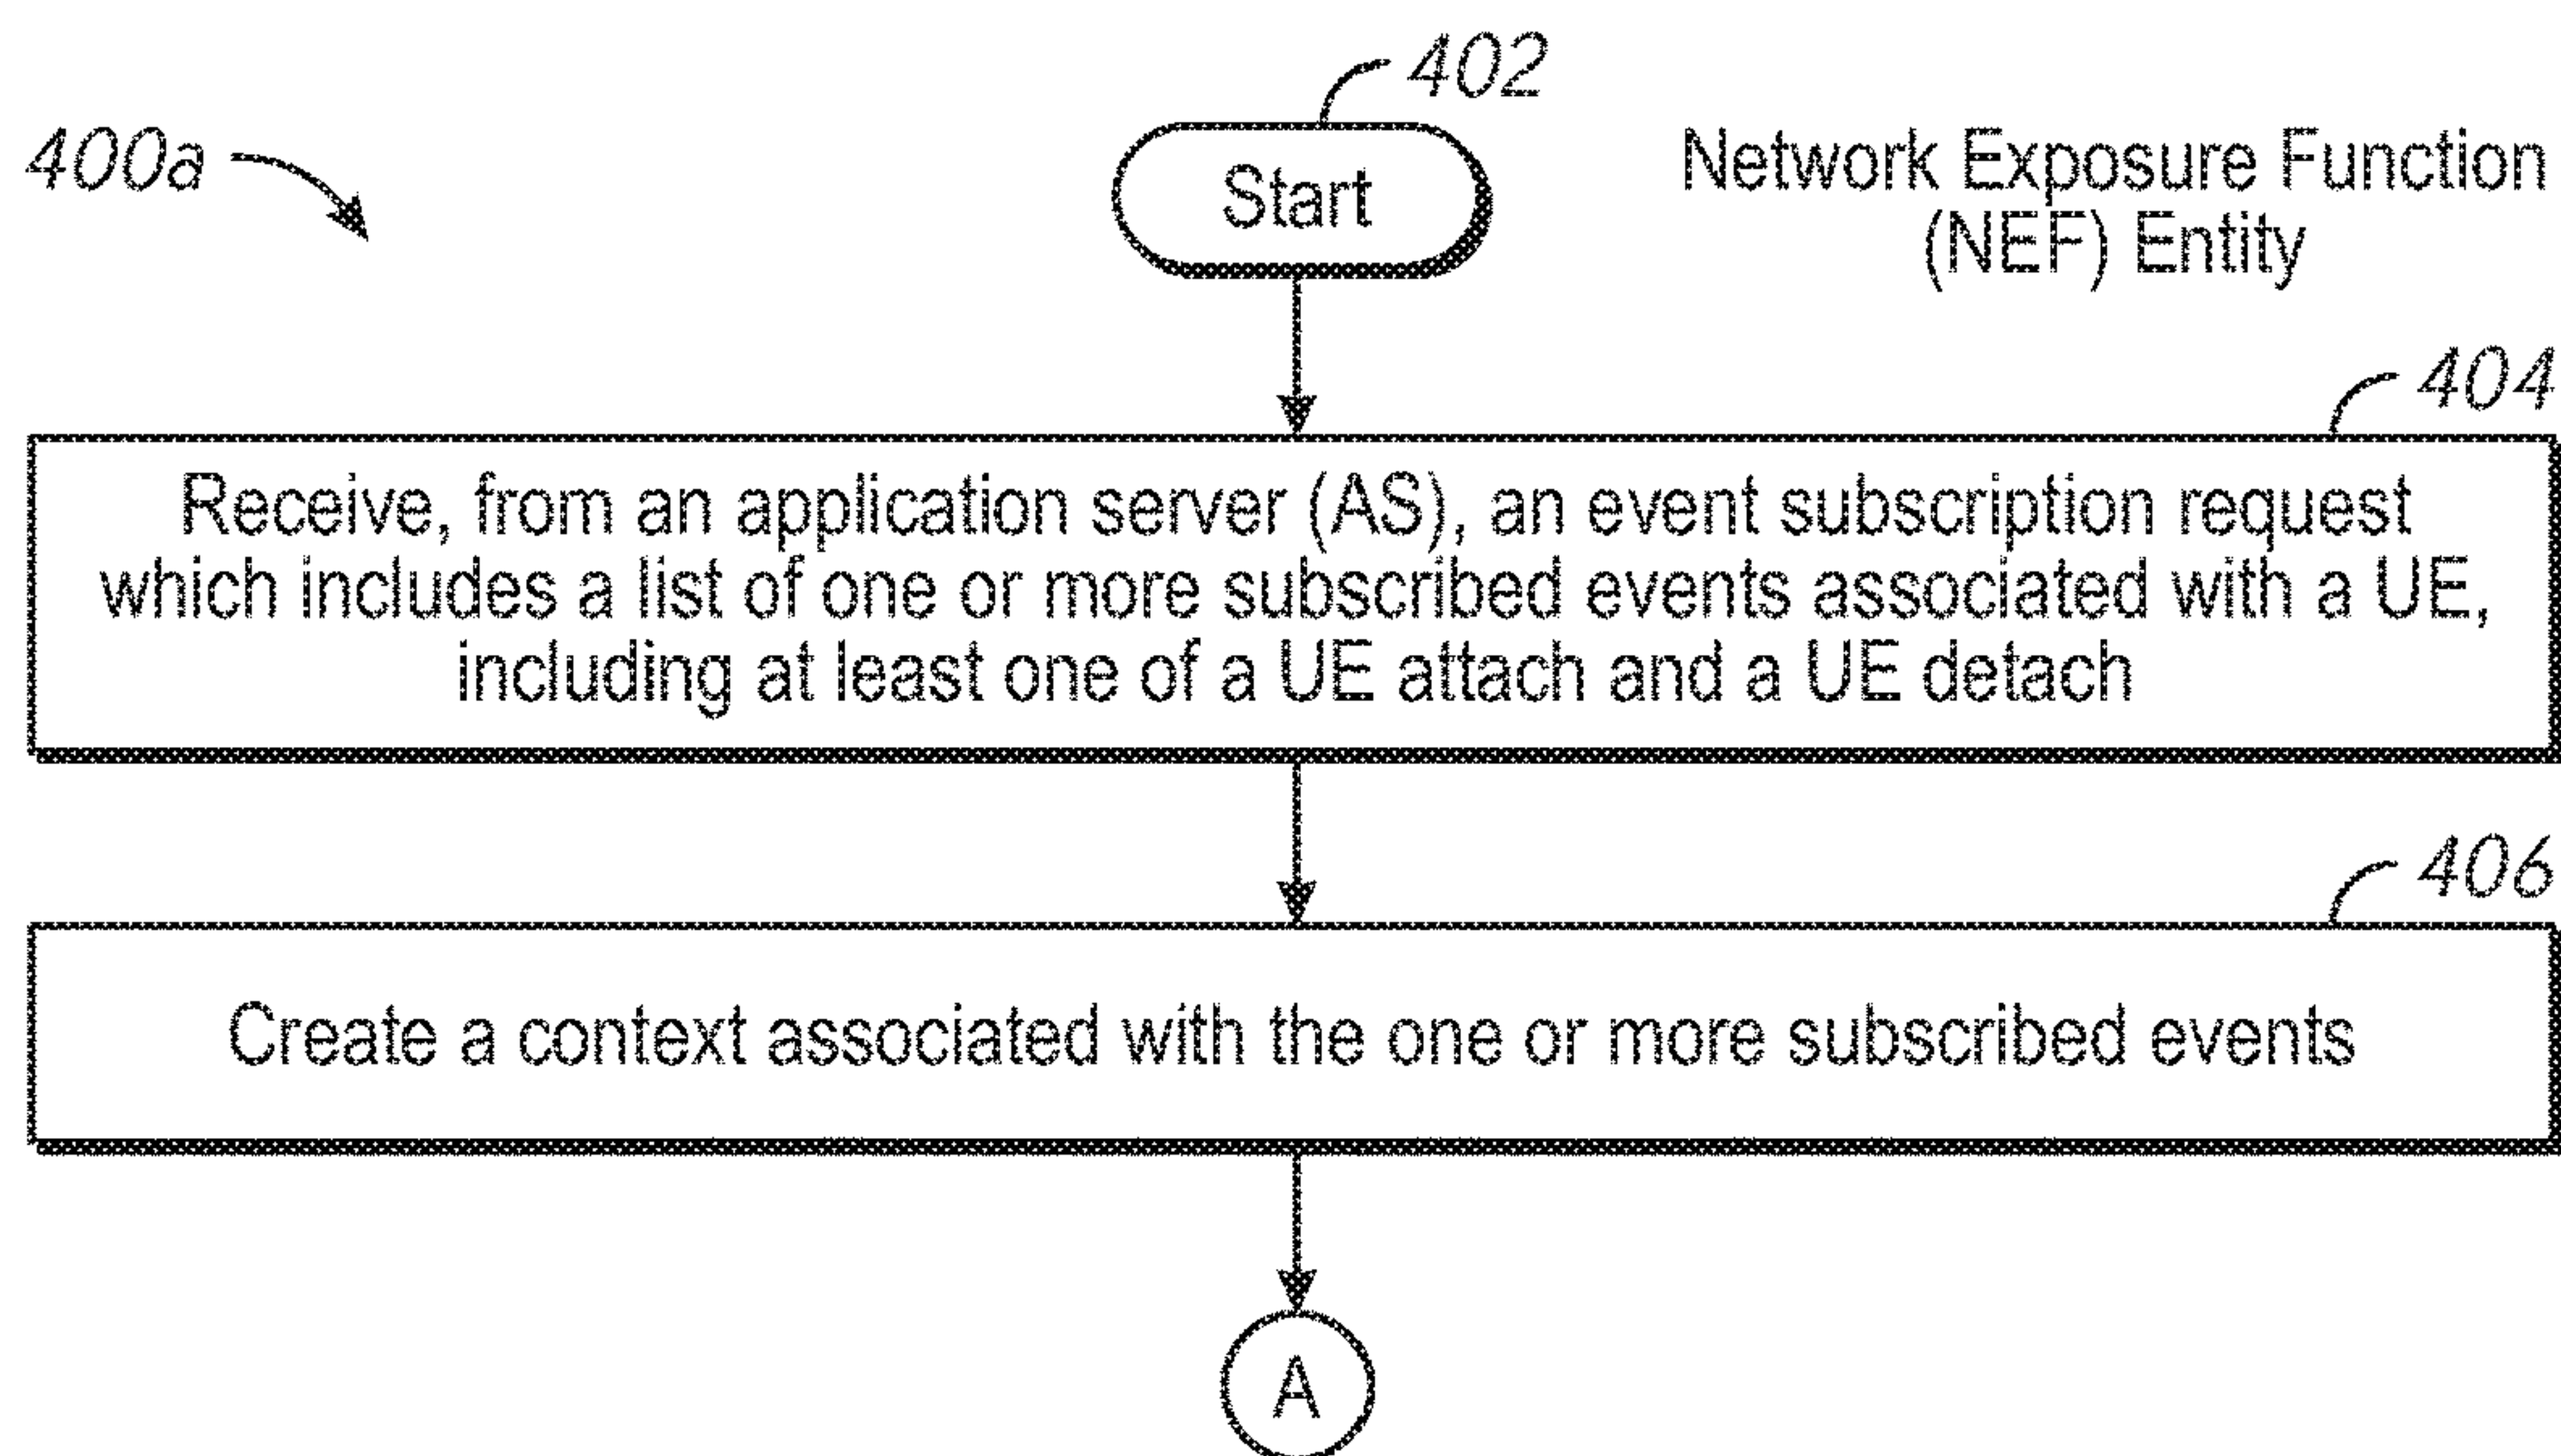 402
400a
Start
Network Exposure Function
(NEF) Entity
404
Receive, from an application server (AS), an event subscription request
which includes a list of one or more subscribed events associated with a UE,
including at least one of a UE attach and a UE detach
406
Create a context associated with the one or more subscribed events
A